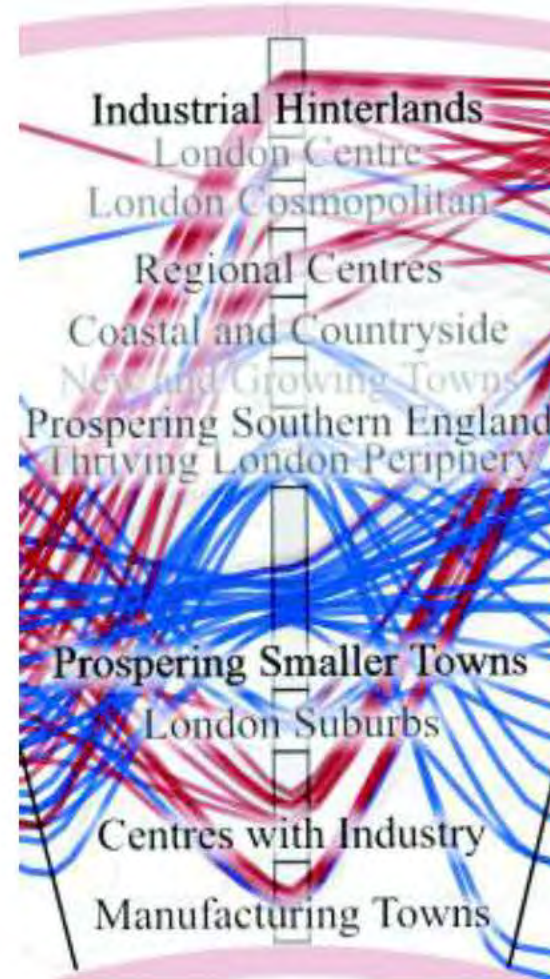 Industrial Hinterlands
London Centre
London Cosmopolitan
Regional Centres
Coastal and Countryside
New and Growing Towns
Prospering Southern England
Thriving London Periphery
Prospering Smaller Towns
London Suburbs
Centres with Industry
Manufacturing Towns